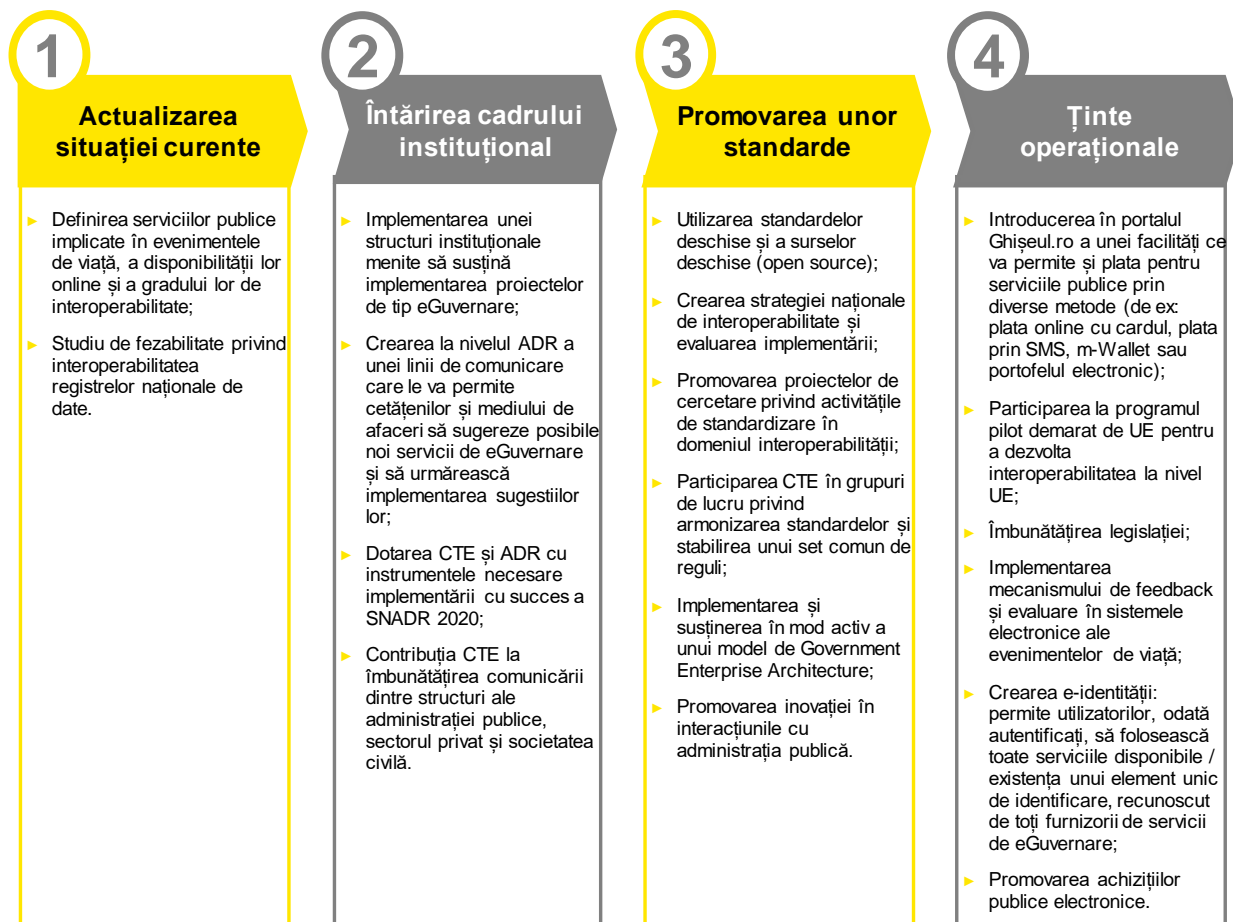 1
Actualizarea
situației curente
► Definirea serviciilor publice
implicate în evenimentele
de viață, a disponibilității lor
online și a gradului lor de
interoperabilitate;
► Studiu de fezabilitate privind
interoperabilitatea
registrelor naționale de
date.
2
Întărirea cadrului
instituțional
► Implementarea unei
structuri instituționale
menite să susțină
implementarea proiectelor
de tip eGuvernare;
► Crearea la nivelul ADR a
unei linii de comunicare
care le va permite
cetățenilor și mediului de
afaceri să sugereze posibile
noi servicii de eGuvernare
și să urmărească
implementarea sugestiilor
lor;
► Dotarea CTE și ADR cu
instrumentele necesare
implementării cu succes a
SNADR 2020;
► Contribuția CTE la
îmbunătățirea comunicării
dintre structuri ale
administrației publice,
sectorul privat și societatea
civilă.
3
Promovarea unor
standarde
► Utilizarea standardelor
deschise și a surselor
deschise (open source);
► Crearea strategiei naționale
de interoperabilitate și
evaluarea implementării;
► Promovarea proiectelor de
cercetare privind activitățile
de standardizare în
domeniul interoperabilității;
► Participarea CTE în grupuri
de lucru privind
armonizarea standardelor și
stabilirea unui set comun de
reguli;
► Implementarea și
susținerea în mod activ a
unui model de Government
Enterprise Architecture;
► Promovarea inovației în
interacțiunile cu
administrația publică.
4
Ținte
operaționale
► Introducerea în portalul
Ghișeul.ro a unei facilități ce
va permite și plata pentru
serviciile publice prin
diverse metode (de ex:
plata online cu cardul, plata
prin SMS, m-Wallet sau
portofelul electronic);
► Participarea la programul
pilot demarat de UE pentru
a dezvolta
interoperabilitatea la nivel
UE;
► Îmbunătățirea legislației;
► Implementarea
mecanismului de feedback
și evaluare în sistemele
electronice ale
evenimentelor de viață;
► Crearea e-identității:
permite utilizatorilor, odată
autentificați, să folosească
toate serviciile disponibile /
existența unui element unic
de identificare, recunoscut
de toți furnizorii de servicii
de eGuvernare;
► Promovarea achizițiilor
publice electronice.